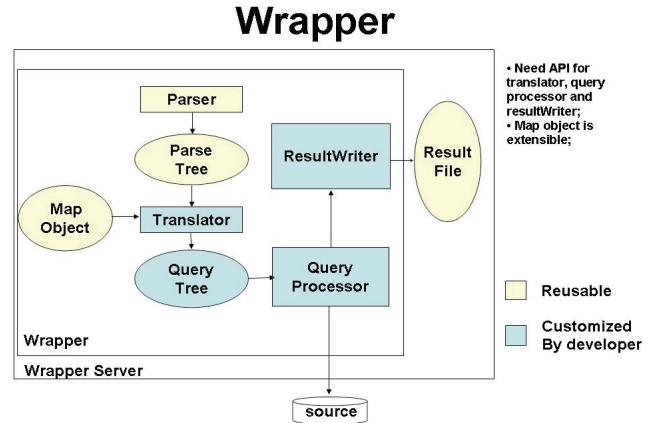 Wrapper
• Need API for
translator, query
processor and
resultWriter;
• Map object is
extensible;
Parser
Parse
Tree
ResultWriter
Result
File
Map
Object
Translator
Query
Tree
Query
Processor
Reusable
Customized
By developer
Wrapper
Wrapper Server
source